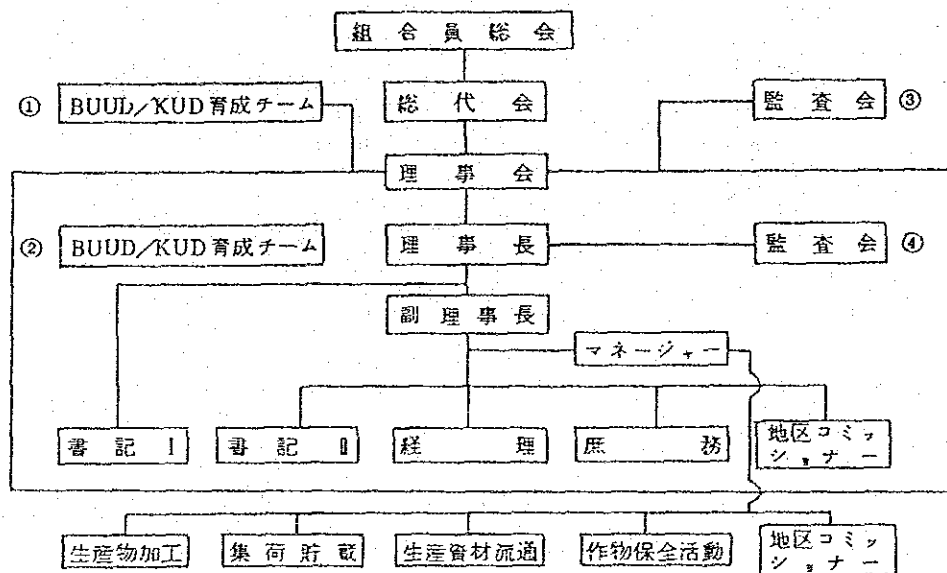 組合員総会
① BUUD/KUD育成チーム
総代会
監査会 ③
理事会
② BUUD/KUD育成チーム
理事長
監査会 ④
副理事長
マネージャー
書記 Ⅰ
書記 Ⅱ
経理
庶務
地区コミッ
ショナー
生産物加工
集荷貯蔵
生産資材流通
作物保全活動
地区コミッ
ショナー